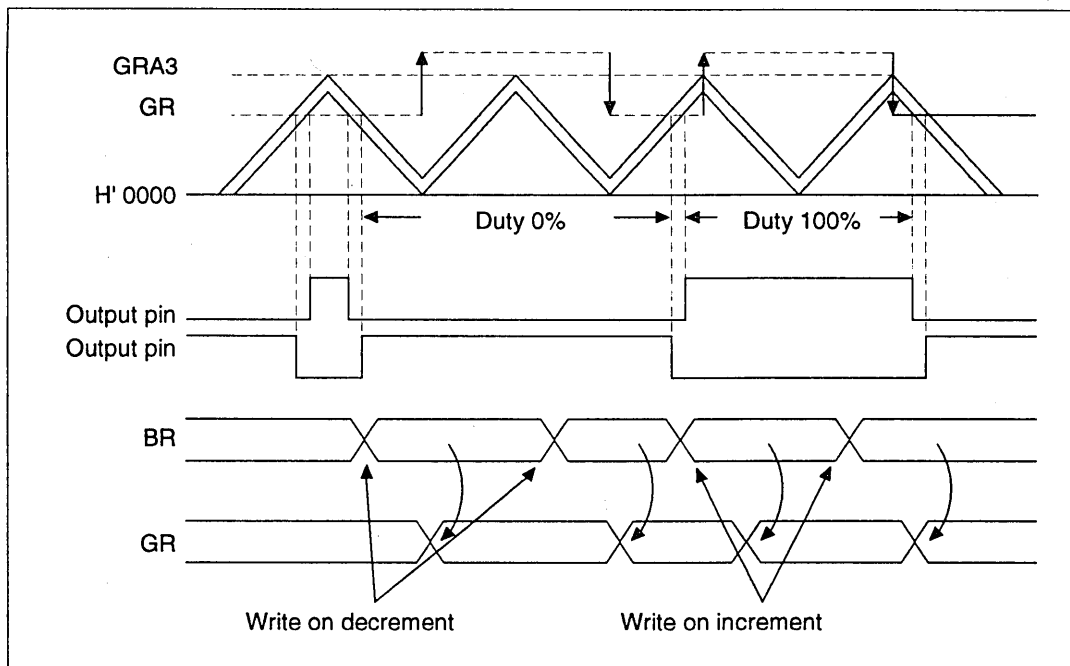 GRA3
GR
H' 0000
Duty 0%
Duty 100%
Output pin
Output pin
BR
GR
Write on decrement
Write on increment